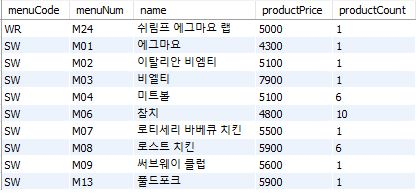 menuCode menuNum name productPrice productCount
WR M24 쉬림프 에그마요 랩 5000 1
SW M01 에그마요 4300 1
SW M02 이탈리안 비엠티 5100 1
SW M03 비엘티 7900 1
SW M04 미트볼 5100 6
SW M06 참치 4800 10
SW M07 로티세리 바베큐 치킨 5500 1
SW M08 로스트 치킨 5900 6
SW M09 써브웨이 클럽 5600 1
SW M13 풀드포크 5900 1